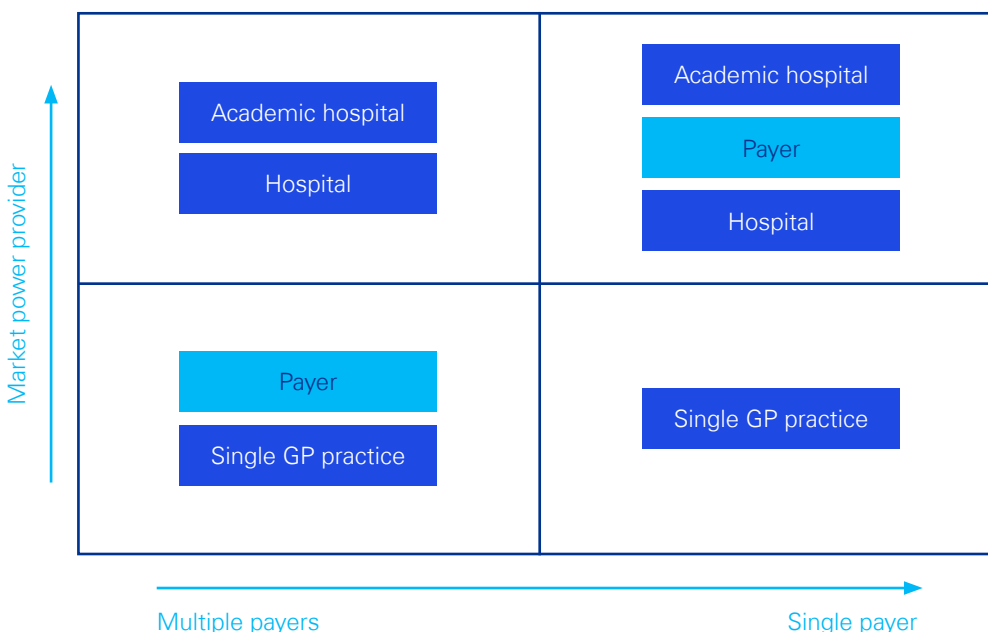 Market power provider
Academic hospital
Hospital
Academic hospital
Payer
Hospital
Payer
Single GP practice
Single GP practice
Multiple payers
Single payer